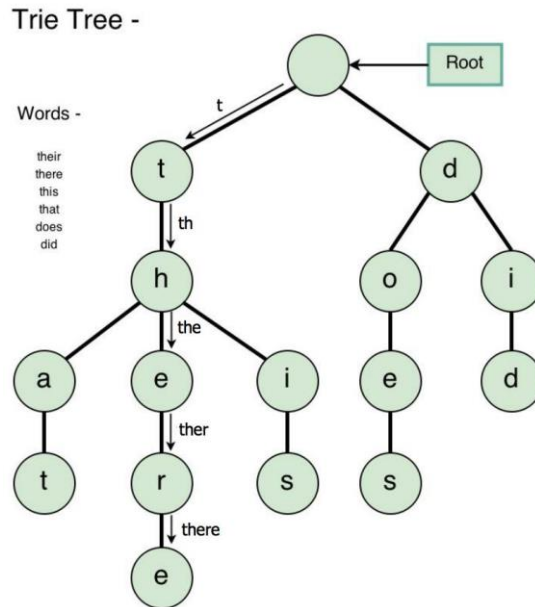 Trie Tree -
Root
t
Words -
their
there
this
that
does
did
t d
th
h o i
the
a e i e d
ther
t r s s
there
e